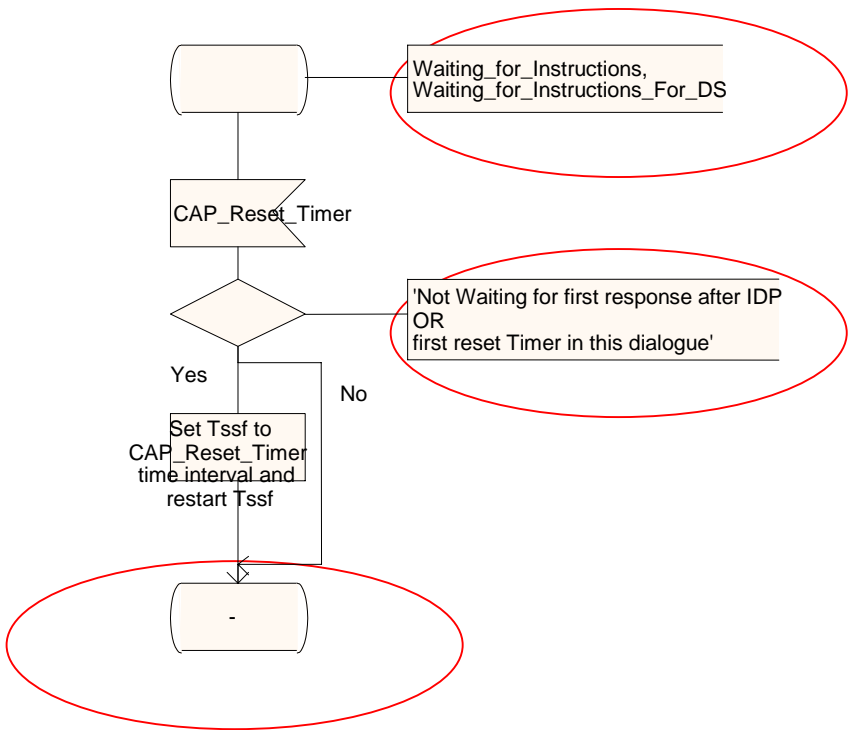 Waiting_for_Instructions,
Waiting_for_Instructions_For_DS
CAP_Reset_Timer
'Not Waiting for first response after IDP
OR
first reset Timer in this dialogue'
Yes
No
Set Tssf to
CAP_Reset_Timer
time interval and
restart Tssf
-